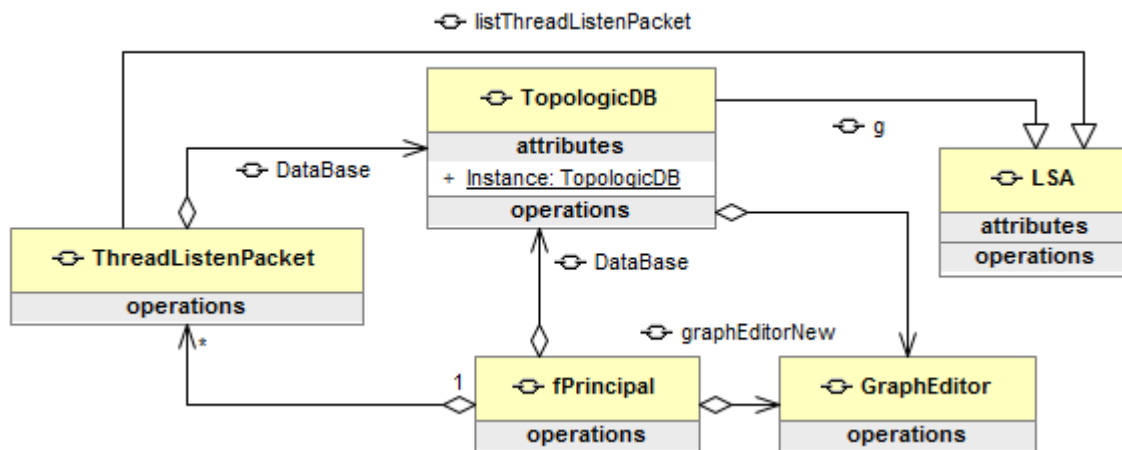 listThreadListenPacket
TopologicDB
g
attributes
DataBase
+ Instance: TopologicDB
LSA
operations
attributes
ThreadListenPacket
DataBase
operations
operations
*
graphEditorNew
1
fPrincipal
GraphEditor
operations
operations